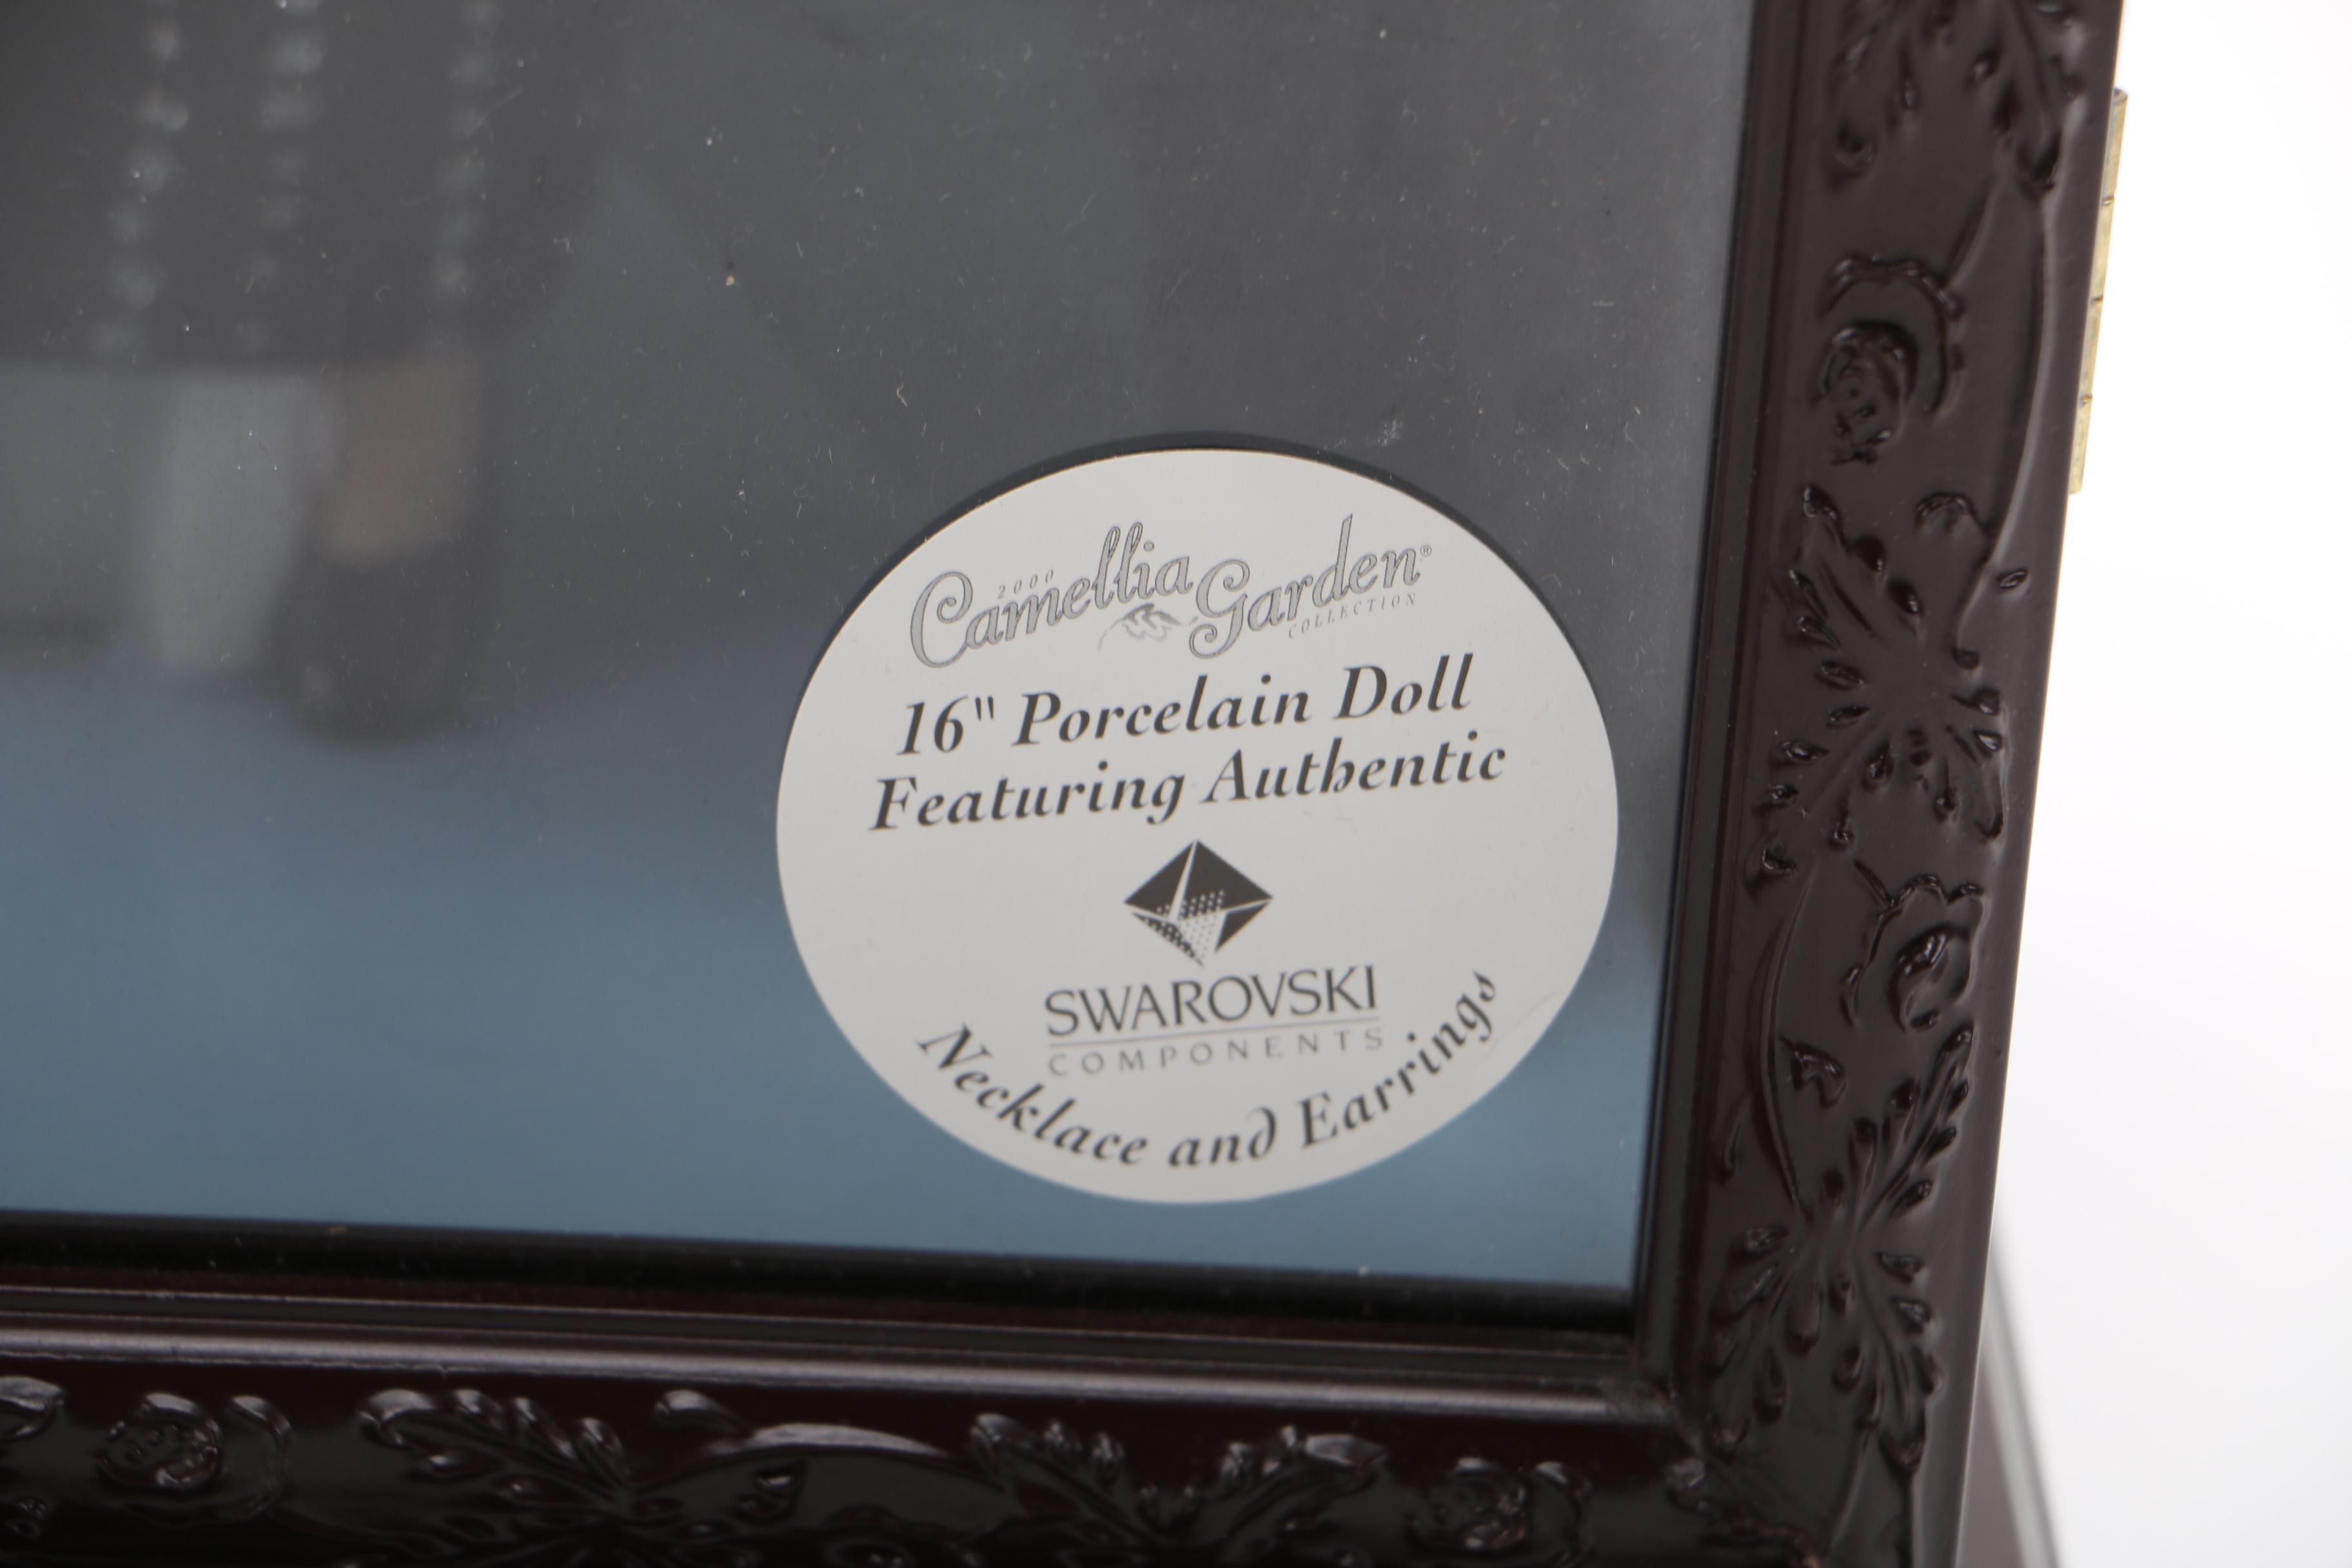 2000
Camellia Garden®
COLLECTION
16" Porcelain Doll
Featuring Authentic
SWAROVSKI
COMPONENTS
Necklace and Earrings